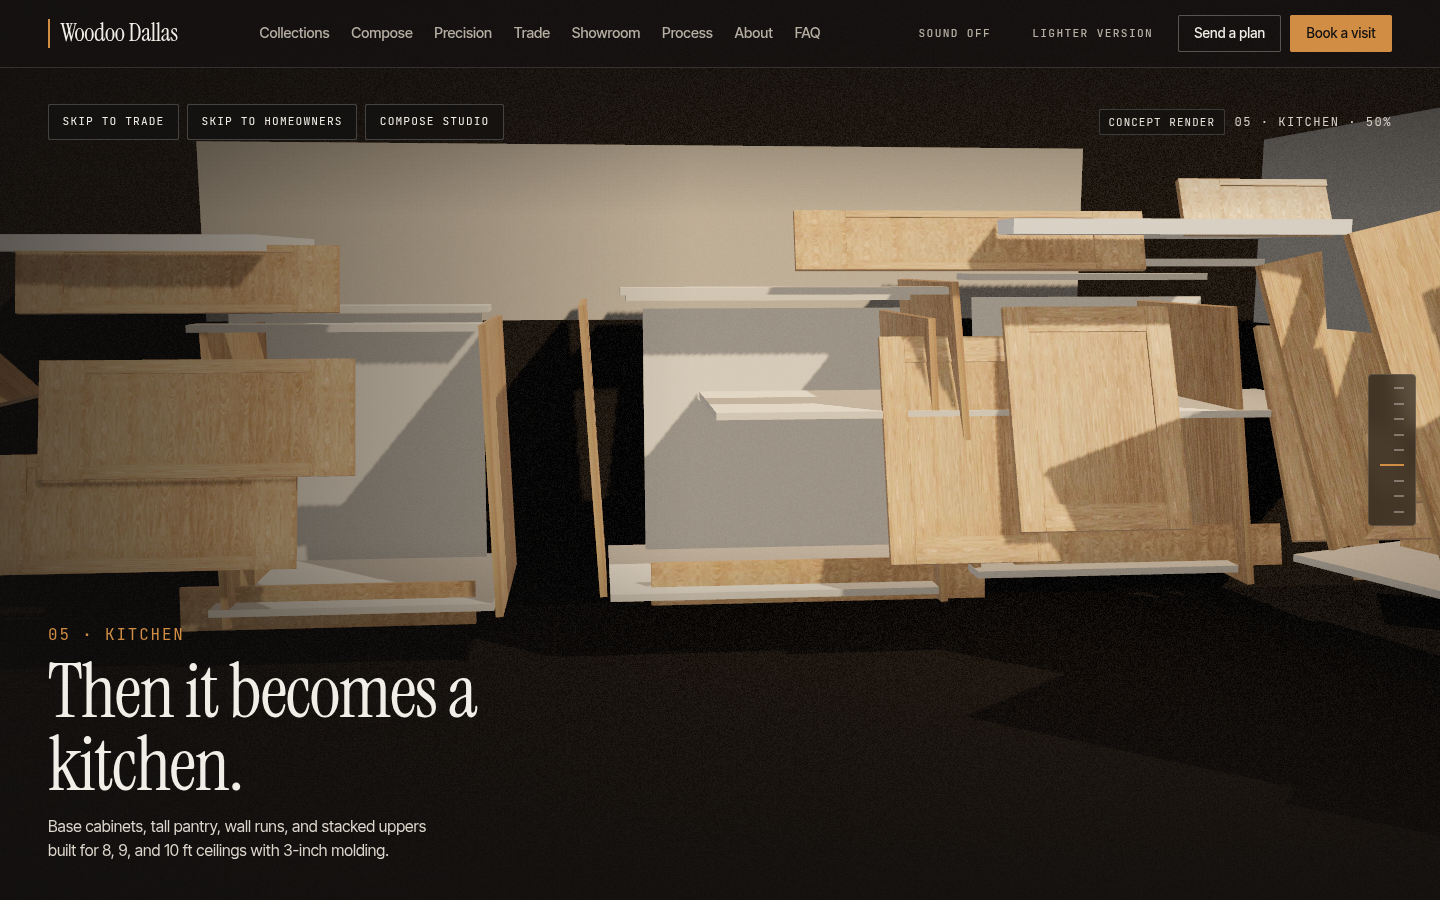 Woodoo Dallas
Collections Compose Precision Trade Showroom Process About FAQ
SOUND OFF LIGHTER VERSION Send a plan Book a visit
SKIP TO TRADE SKIP TO HOMEOWNERS COMPOSE STUDIO
CONCEPT RENDER 05 · KITCHEN · 50%
05 · KITCHEN
Then it becomes a
kitchen.
Base cabinets, tall pantry, wall runs, and stacked uppers
built for 8, 9, and 10 ft ceilings with 3-inch molding.